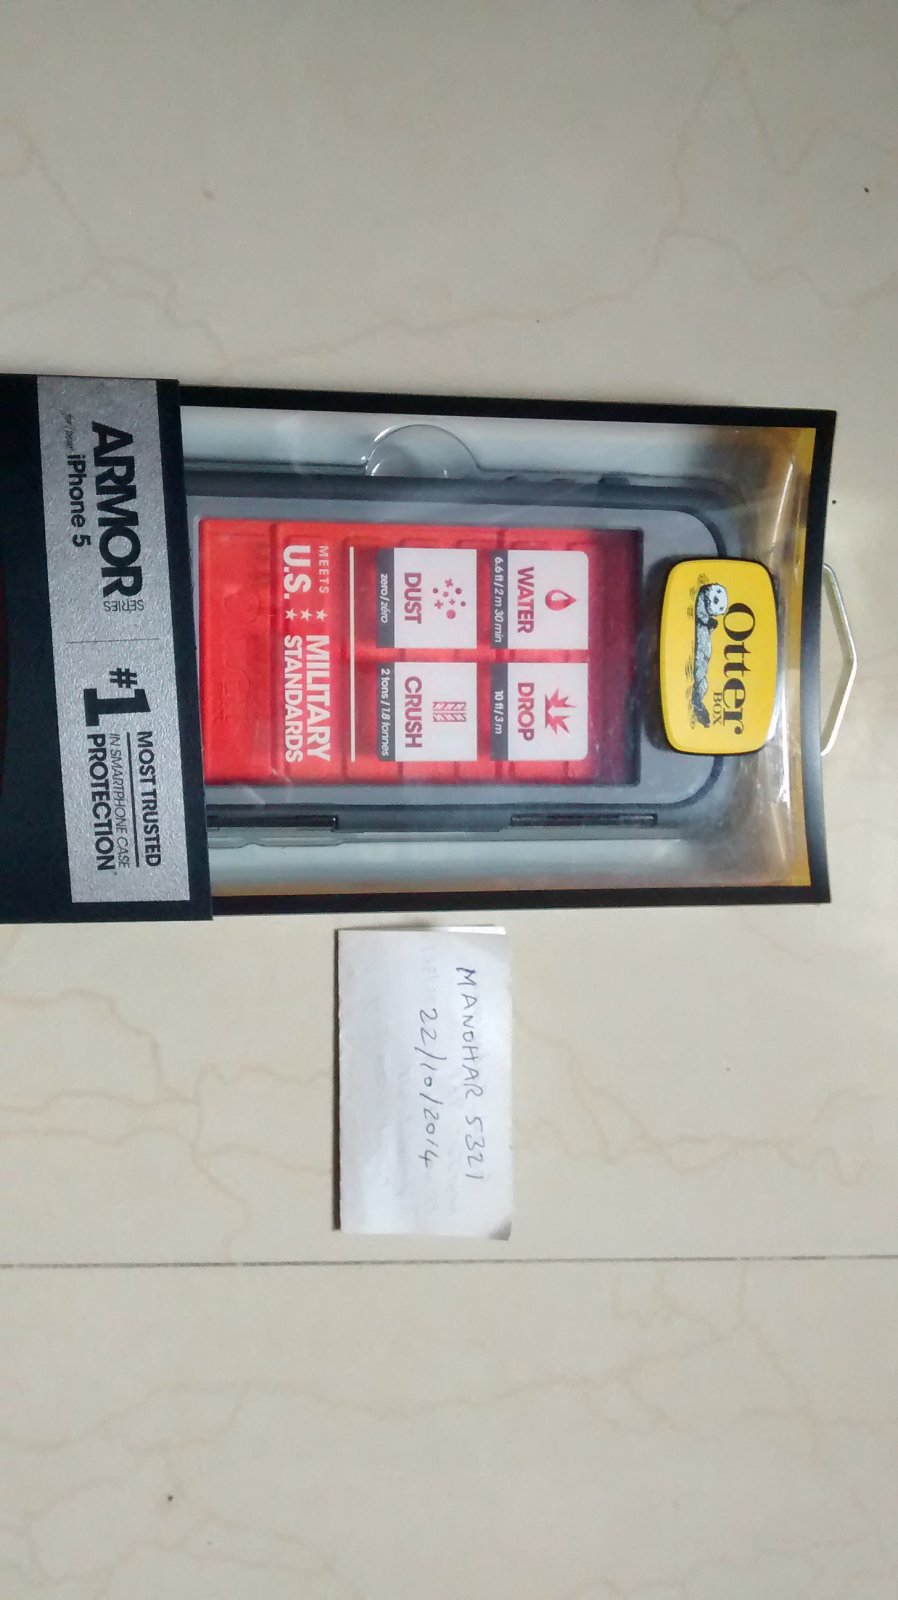 Otter
BOX
WATER
6.6 ft / 2 m 30 min
DROP
10 ft / 3 m
DUST
zero / zéro
CRUSH
2 tons / 1.8 tonnes
MEETS
U.S. MILITARY
STANDARDS
ARMOR
SERIES
for / pour iPhone 5
#1 MOST TRUSTED
IN SMARTPHONE CASE
PROTECTION
MANOHAR 5321
22/10/2014